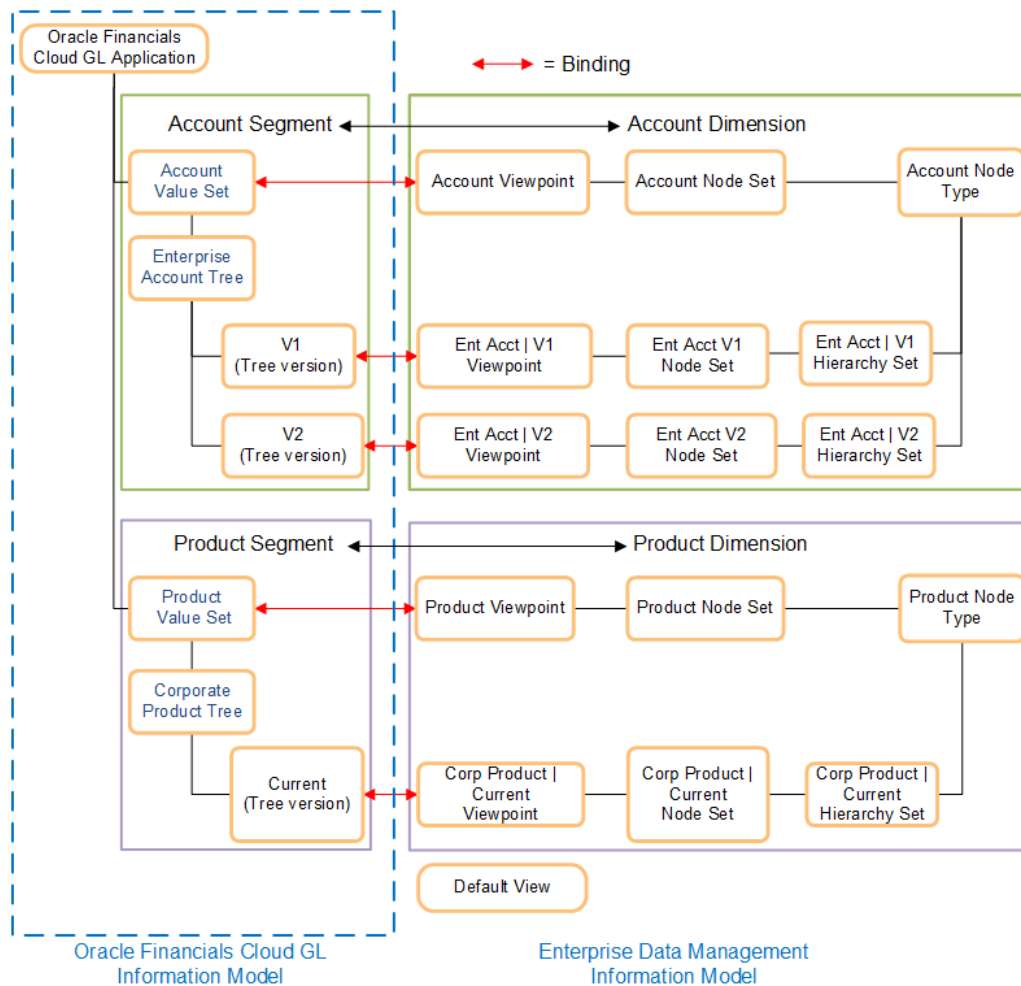 Oracle Financials
Cloud GL Application
= Binding
Account Segment
Account Dimension
Account
Value Set
Account Viewpoint
Account Node Set
Account Node
Type
Enterprise
Account Tree
V1
(Tree version)
Ent Acct | V1
Viewpoint
Ent Acct V1
Node Set
Ent Acct | V1
Hierarchy Set
V2
(Tree version)
Ent Acct | V2
Viewpoint
Ent Acct V2
Node Set
Ent Acct | V2
Hierarchy Set
Product Segment
Product Dimension
Product
Value Set
Product Viewpoint
Product Node Set
Product Node
Type
Corporate
Product Tree
Current
(Tree version)
Corp Product |
Current
Viewpoint
Corp Product |
Current
Node Set
Corp Product |
Current
Hierarchy Set
Default View
Oracle Financials Cloud GL
Information Model
Enterprise Data Management
Information Model